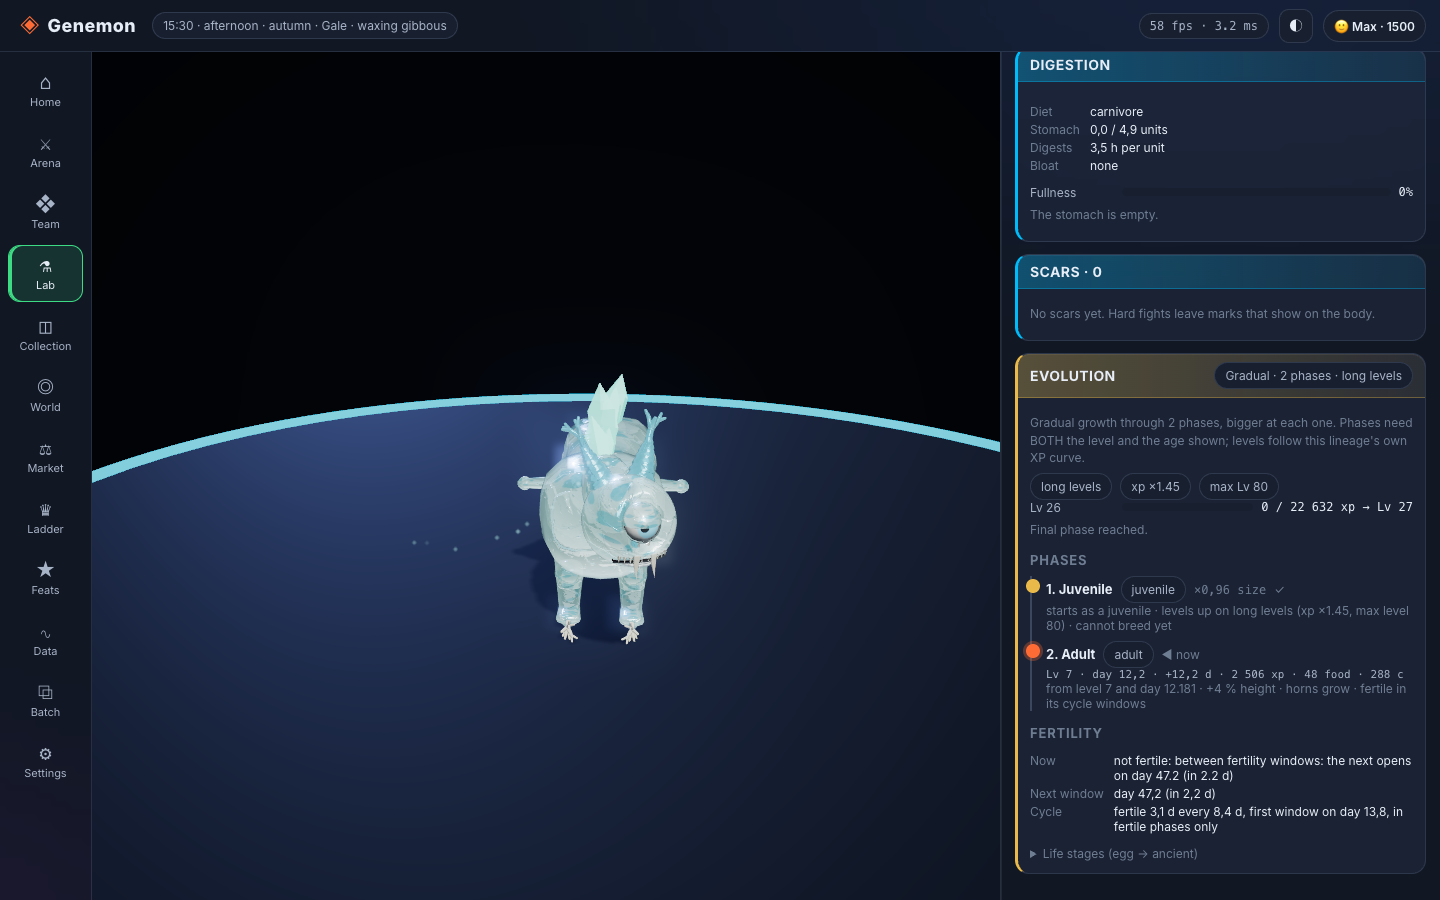 Genemon
15:30 · afternoon · autumn · Gale · waxing gibbous
58 fps · 3.2 ms
Max · 1500
Home
Arena
Team
Lab
Collection
World
Market
Ladder
Feats
Data
Batch
Settings
DIGESTION
Diet carnivore
Stomach 0,0 / 4,9 units
Digests 3,5 h per unit
Bloat none
Fullness 0%
The stomach is empty.
SCARS · 0
No scars yet. Hard fights leave marks that show on the body.
EVOLUTION Gradual · 2 phases · long levels
Gradual growth through 2 phases, bigger at each one. Phases need
BOTH the level and the age shown; levels follow this lineage's own
XP curve.
long levels xp ×1.45 max Lv 80
Lv 26 0 / 22 632 xp → Lv 27
Final phase reached.
PHASES
1. Juvenile juvenile ×0,96 size ✓
starts as a juvenile · levels up on long levels (xp ×1.45, max level
80) · cannot breed yet
2. Adult adult ◀ now
Lv 7 · day 12,2 · +12,2 d · 2 506 xp · 48 food · 288 c
from level 7 and day 12.181 · +4 % height · horns grow · fertile in
its cycle windows
FERTILITY
Now not fertile: between fertility windows: the next opens
on day 47.2 (in 2.2 d)
Next window day 47,2 (in 2,2 d)
Cycle fertile 3,1 d every 8,4 d, first window on day 13,8, in
fertile phases only
▶ Life stages (egg → ancient)